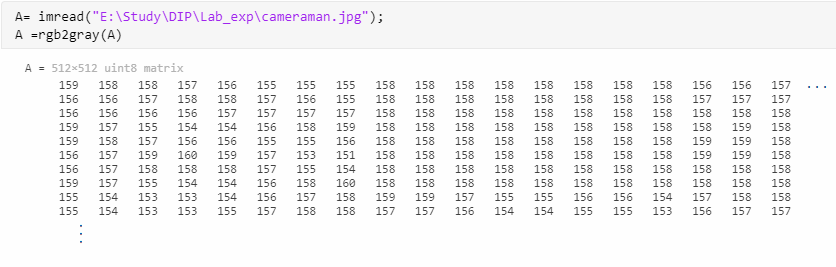 A= imread("E:\Study\DIP\Lab_exp\cameraman.jpg");
A =rgb2gray(A)
A = 512×512 uint8 matrix
159 158 158 157 156 155 155 155 158 158 158 158 158 158 158 158 156 156 157 ...
156 156 157 158 158 157 156 155 158 158 158 158 158 158 158 158 157 157 157
156 156 156 156 157 157 157 157 158 158 158 158 158 158 158 158 158 158 158
159 157 155 154 154 156 158 159 158 158 158 158 158 158 158 158 158 159 158
159 158 157 156 156 155 155 156 158 158 158 158 158 158 158 158 159 159 158
156 157 159 160 159 157 153 151 158 158 158 158 158 158 158 158 159 159 158
156 157 158 158 158 157 155 154 158 158 158 158 158 158 158 158 158 158 158
159 157 155 154 154 156 158 160 158 158 158 158 158 158 158 158 158 158 158
155 154 153 153 154 156 157 158 159 159 157 155 155 156 156 154 157 158 158
155 154 153 153 155 157 158 158 157 157 156 154 154 155 155 153 156 157 157